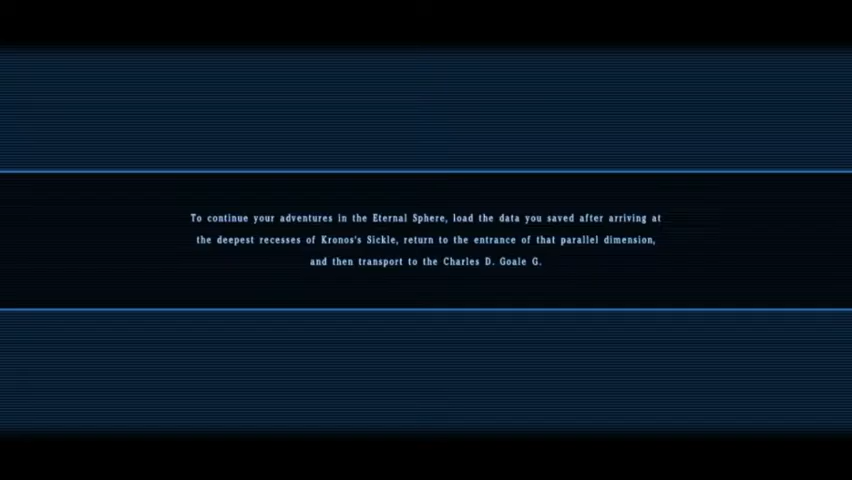 To continue your adventures in the Eternal Sphere, load the data you saved after arriving at
the deepest recesses of Kronos's Sickle, return to the entrance of that parallel dimension,
and then transport to the Charles D. Goale G.